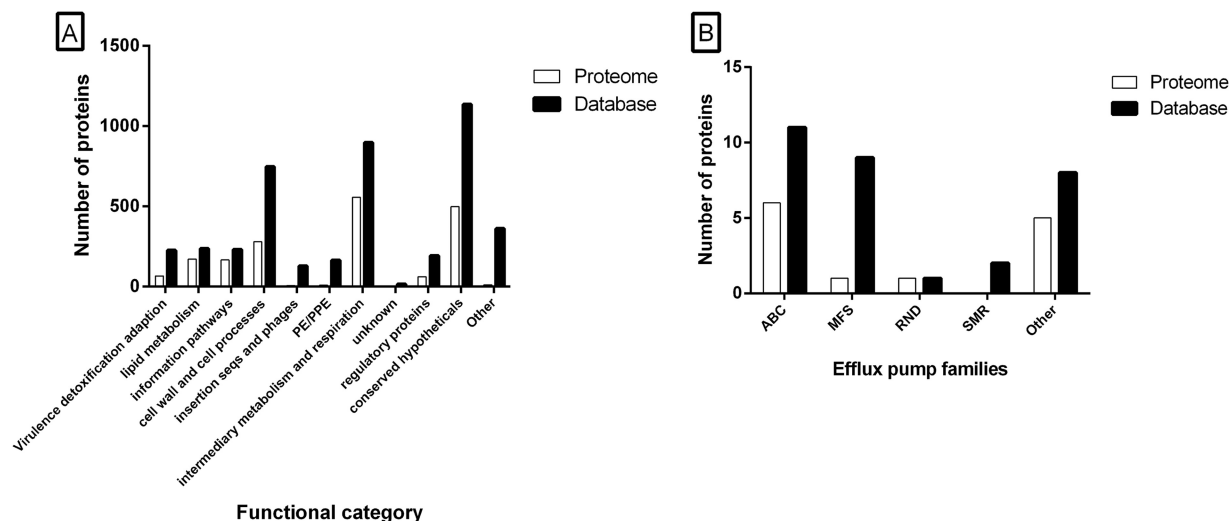 A
1500
1000
500
0
Number of proteins
Proteome
Database
Virulence detoxification adaption
lipid metabolism
information pathways
cell wall and cell processes
insertion seqs and phages
PE/PPE
intermediary metabolism and respiration
unknown
regulatory proteins
conserved hypotheticals
Other
Functional category
B
15
10
5
0
Number of proteins
Proteome
Database
ABC
MFS
RND
SMR
Other
Efflux pump families